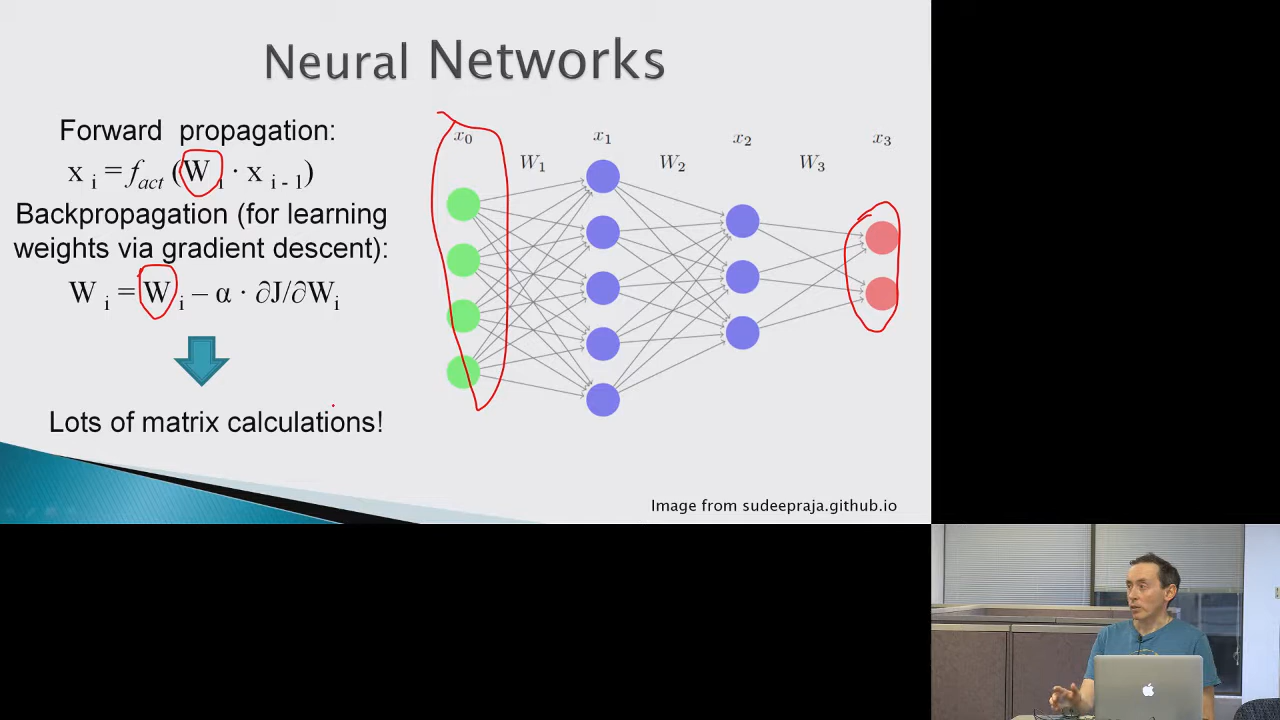 Neural Networks
Forward propagation:
x i = fact (W i · x i - 1)
Backpropagation (for learning
weights via gradient descent):
W i = W i – α · ∂J/∂Wi
Lots of matrix calculations!
x0
x1
x2
x3
W1
W2
W3
Image from sudeepraja.github.io